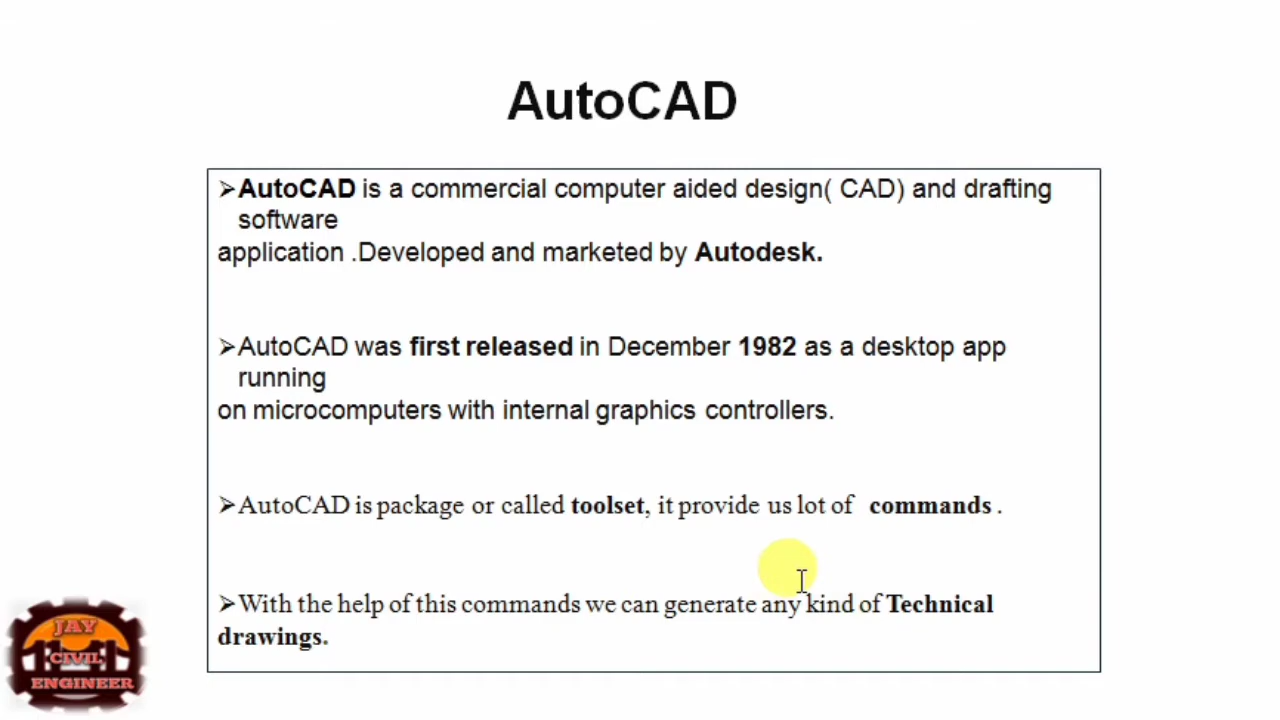 AutoCAD
➢AutoCAD is a commercial computer aided design( CAD) and drafting
software
application .Developed and marketed by Autodesk.
➢AutoCAD was first released in December 1982 as a desktop app
running
on microcomputers with internal graphics controllers.
➢AutoCAD is package or called toolset, it provide us lot of commands .
➢With the help of this commands we can generate any kind of Technical
drawings.
JAY
CIVIL
ENGINEER